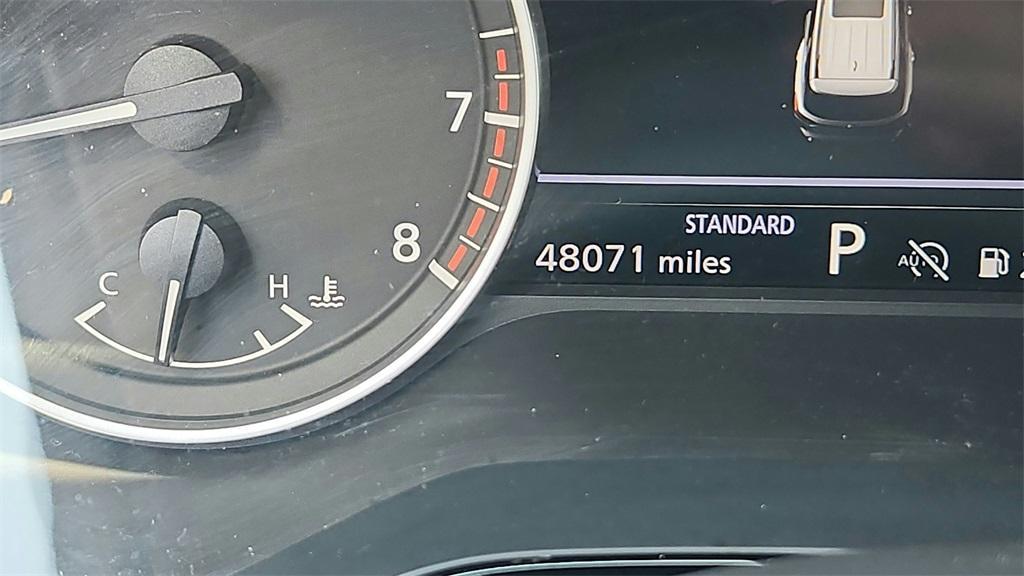 7
8
C H
STANDARD
48071 miles P
AUTO